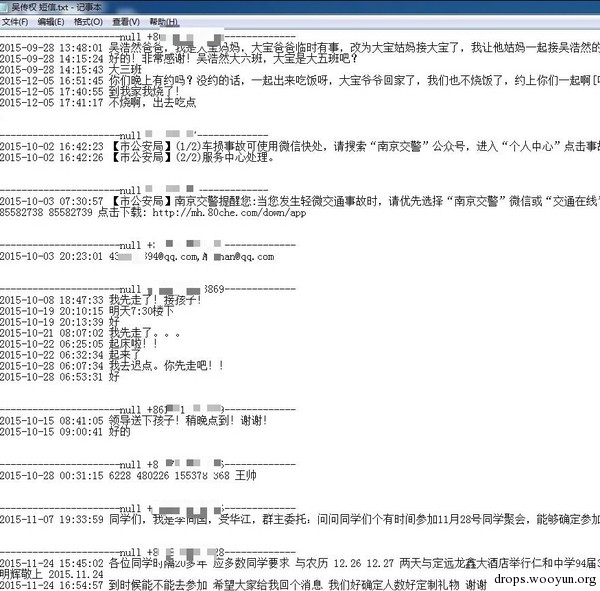 吴传权 短信.txt - 记事本
文件(F) 编辑(E) 格式(O) 查看(V) 帮助(H)
----------------------null +86
2015-09-28 13:48:01 吴浩然爸爸，我是大宝妈妈，大宝爸爸临时有事，改为大宝姑妈接大宝了，我让他姑妈一起接吴浩然的
2015-09-28 14:15:24 好的！非常感谢！吴浩然大六班，大宝是大五班吧？
2015-09-28 14:15:43 大三班
2015-12-05 16:51:45 你们晚上有约吗？没约的话，一起出来吃饭呀，大宝爷爷回家了，我们也不烧饭了，约上你们一起啊
2015-12-05 17:40:55 到我家我烧了！
2015-12-05 17:41:17 不烧啊，出去吃点
----------------------null -------------
2015-10-02 16:42:23 【市公安局】(1/2)车损事故可使用微信快处，请搜索“南京交警”公众号，进入“个人中心”点击事
2015-10-02 16:42:26 【市公安局】(2/2)服务中心处理。
----------------------null -------------
2015-10-03 07:30:57 【市公安局】南京交警提醒您:当您发生轻微交通事故时，请优先选择“南京交警”微信或“交通在线
85582738 85582739 点击下载: http://mh.80che.com/down/app
----------------------null -------------
2015-10-03 20:23:01 @qq.com, @qq.com
----------------------null 3869-------------
2015-10-08 18:47:33 我先走了！接孩子！
2015-10-19 20:10:15 明天7:30楼下
2015-10-19 20:13:39 好
2015-10-21 08:07:02 我先走了。。。
2015-10-22 06:25:05 起床啦！！
2015-10-22 06:32:34 起来了
2015-10-28 06:07:34 我去迟点。你先走吧！！
2015-10-28 06:53:31 好
----------------------null +86 -------------
2015-10-15 08:41:05 领导送下孩子！稍晚点到！谢谢！
2015-10-15 09:00:41 好的
----------------------null +8 -------------
2015-10-28 00:31:15 6228 480226 王帅
----------------------null + -------------
2015-11-07 19:33:59 同学们，我是李尚国，受华江，群主委托：问问同学们个有时间参加11月28号同学聚会，能够确定参加
----------------------null +8 -------------
2015-11-24 15:45:02 各位同学时隔20多年 应多数同学要求 与农历 12.26 12.27 两天与定远龙鑫大酒店举行仁和中学94届
明辉敬上 2015.11.24
2015-11-24 16:54:57 到时候能不能去参加 希望大家给我回个消息 我们好确定人数好定制礼物 谢谢
drops.wooyun.org